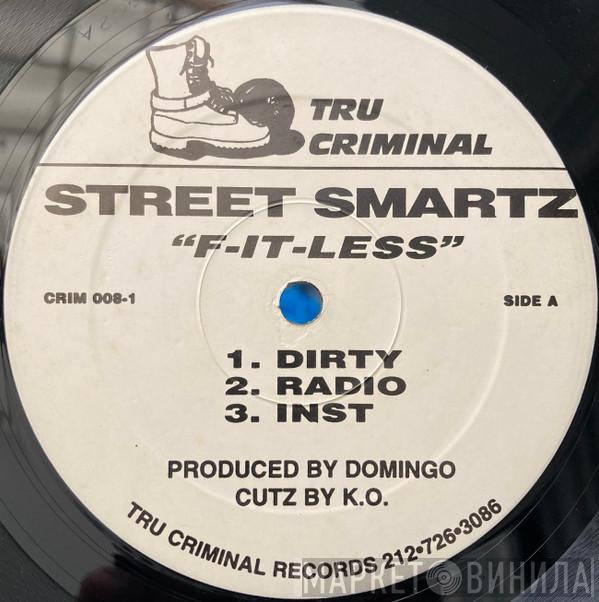 TRU
CRIMINAL
STREET SMARTZ
"F-IT-LESS"
CRIM 008-1
SIDE A
1. DIRTY
2. RADIO
3. INST
PRODUCED BY DOMINGO
CUTZ BY K.O.
TRU CRIMINAL RECORDS 212•726•3086
МАРКЕТ ВИНИЛА